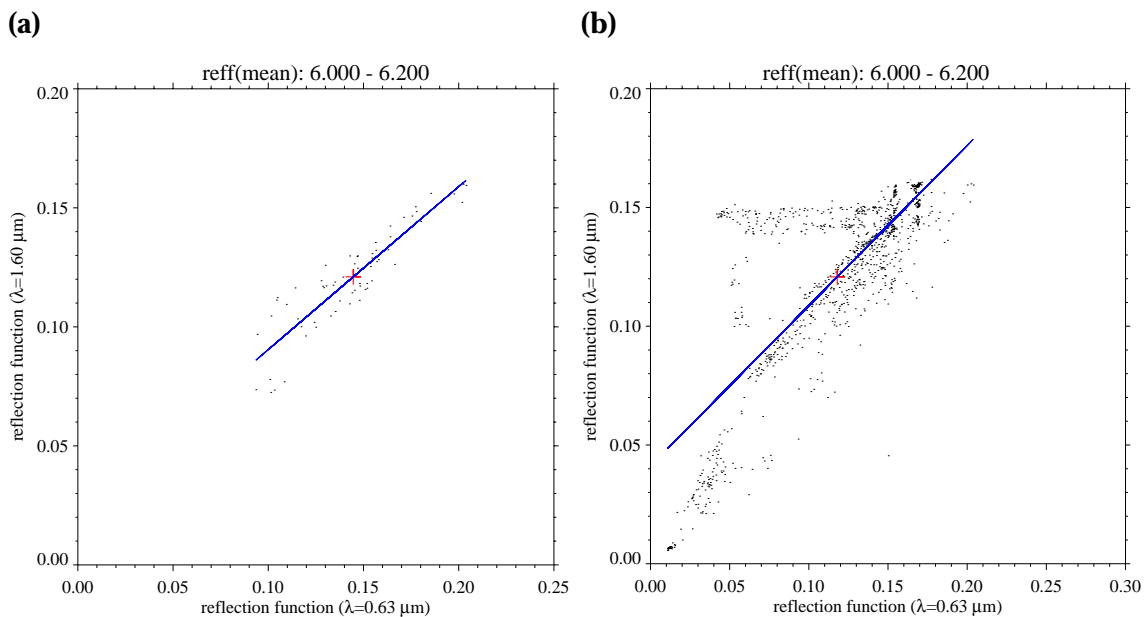 (a)
reff(mean): 6.000 - 6.200
0.20
0.15
0.10
0.05
0.00
reflection function (λ=1.60 μm)
0.00 0.05 0.10 0.15 0.20 0.25
reflection function (λ=0.63 μm)
(b)
reff(mean): 6.000 - 6.200
0.20
0.15
0.10
0.05
0.00
reflection function (λ=1.60 μm)
0.00 0.05 0.10 0.15 0.20 0.25 0.30
reflection function (λ=0.63 μm)